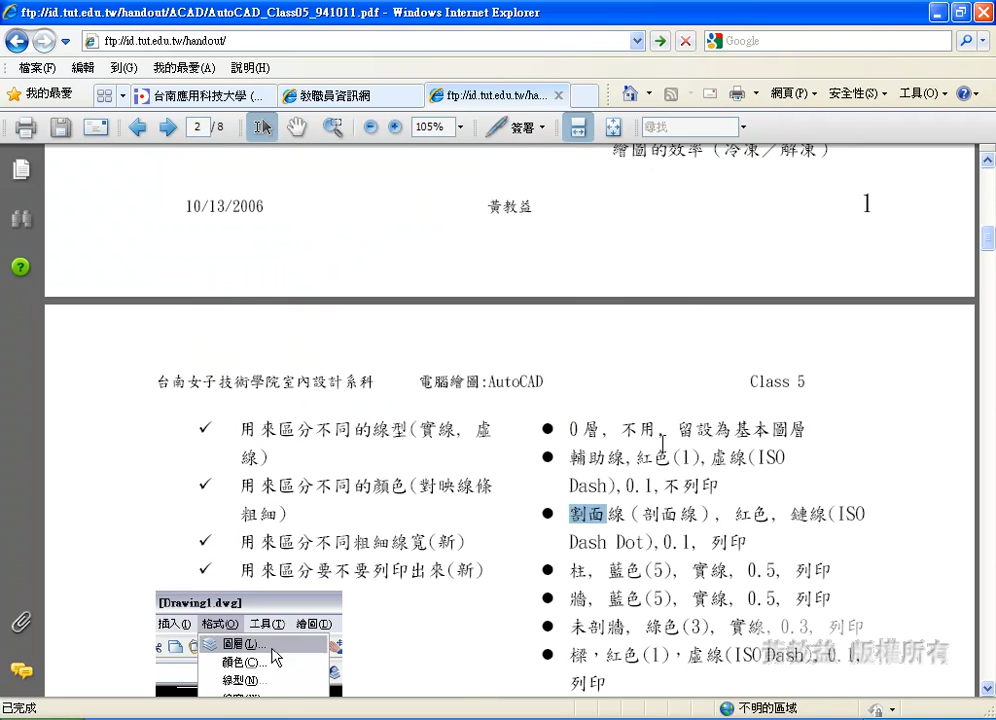 ftp://id.tut.edu.tw/handout/ACAD/AutoCAD_Class05_941011.pdf - Windows Internet Explorer
ftp://id.tut.edu.tw/handout/
Google
檔案(F) 編輯 到(G) 我的最愛(A) 說明(H)
我的最愛 台南應用科技大學 (... 教職員資訊網 ftp://id.tut.edu.tw/ha... 網頁(P) 安全性(S) 工具(O)
2 / 8 105% 簽署 尋找
繪圖的效率(冷凍/解凍)
10/13/2006 黃教益 1
台南女子技術學院室內設計系科 電腦繪圖:AutoCAD Class 5
✓ 用來區分不同的線型(實線, 虛
線)
✓ 用來區分不同的顏色(對映線條
粗細)
✓ 用來區分不同粗細線寬(新)
✓ 用來區分要不要列印出來(新)
[Drawing1.dwg]
插入(I) 格式(O) 工具(T) 繪圖(D)
圖層(L)...
顏色(C)...
線型(N)...
● 0層, 不用, 留設為基本圖層
● 輔助線,紅色(1),虛線(ISO
Dash),0.1,不列印
● 割面線(剖面線), 紅色, 鏈線(ISO
Dash Dot),0.1, 列印
● 柱, 藍色(5), 實線, 0.5, 列印
● 牆, 藍色(5), 實線, 0.5, 列印
● 未剖牆, 綠色(3), 實線, 0.3, 列印
● 樑,紅色(1),虛線(ISO Dash), 0.1,
列印
黃教益 版權所有
已完成 不明的區域